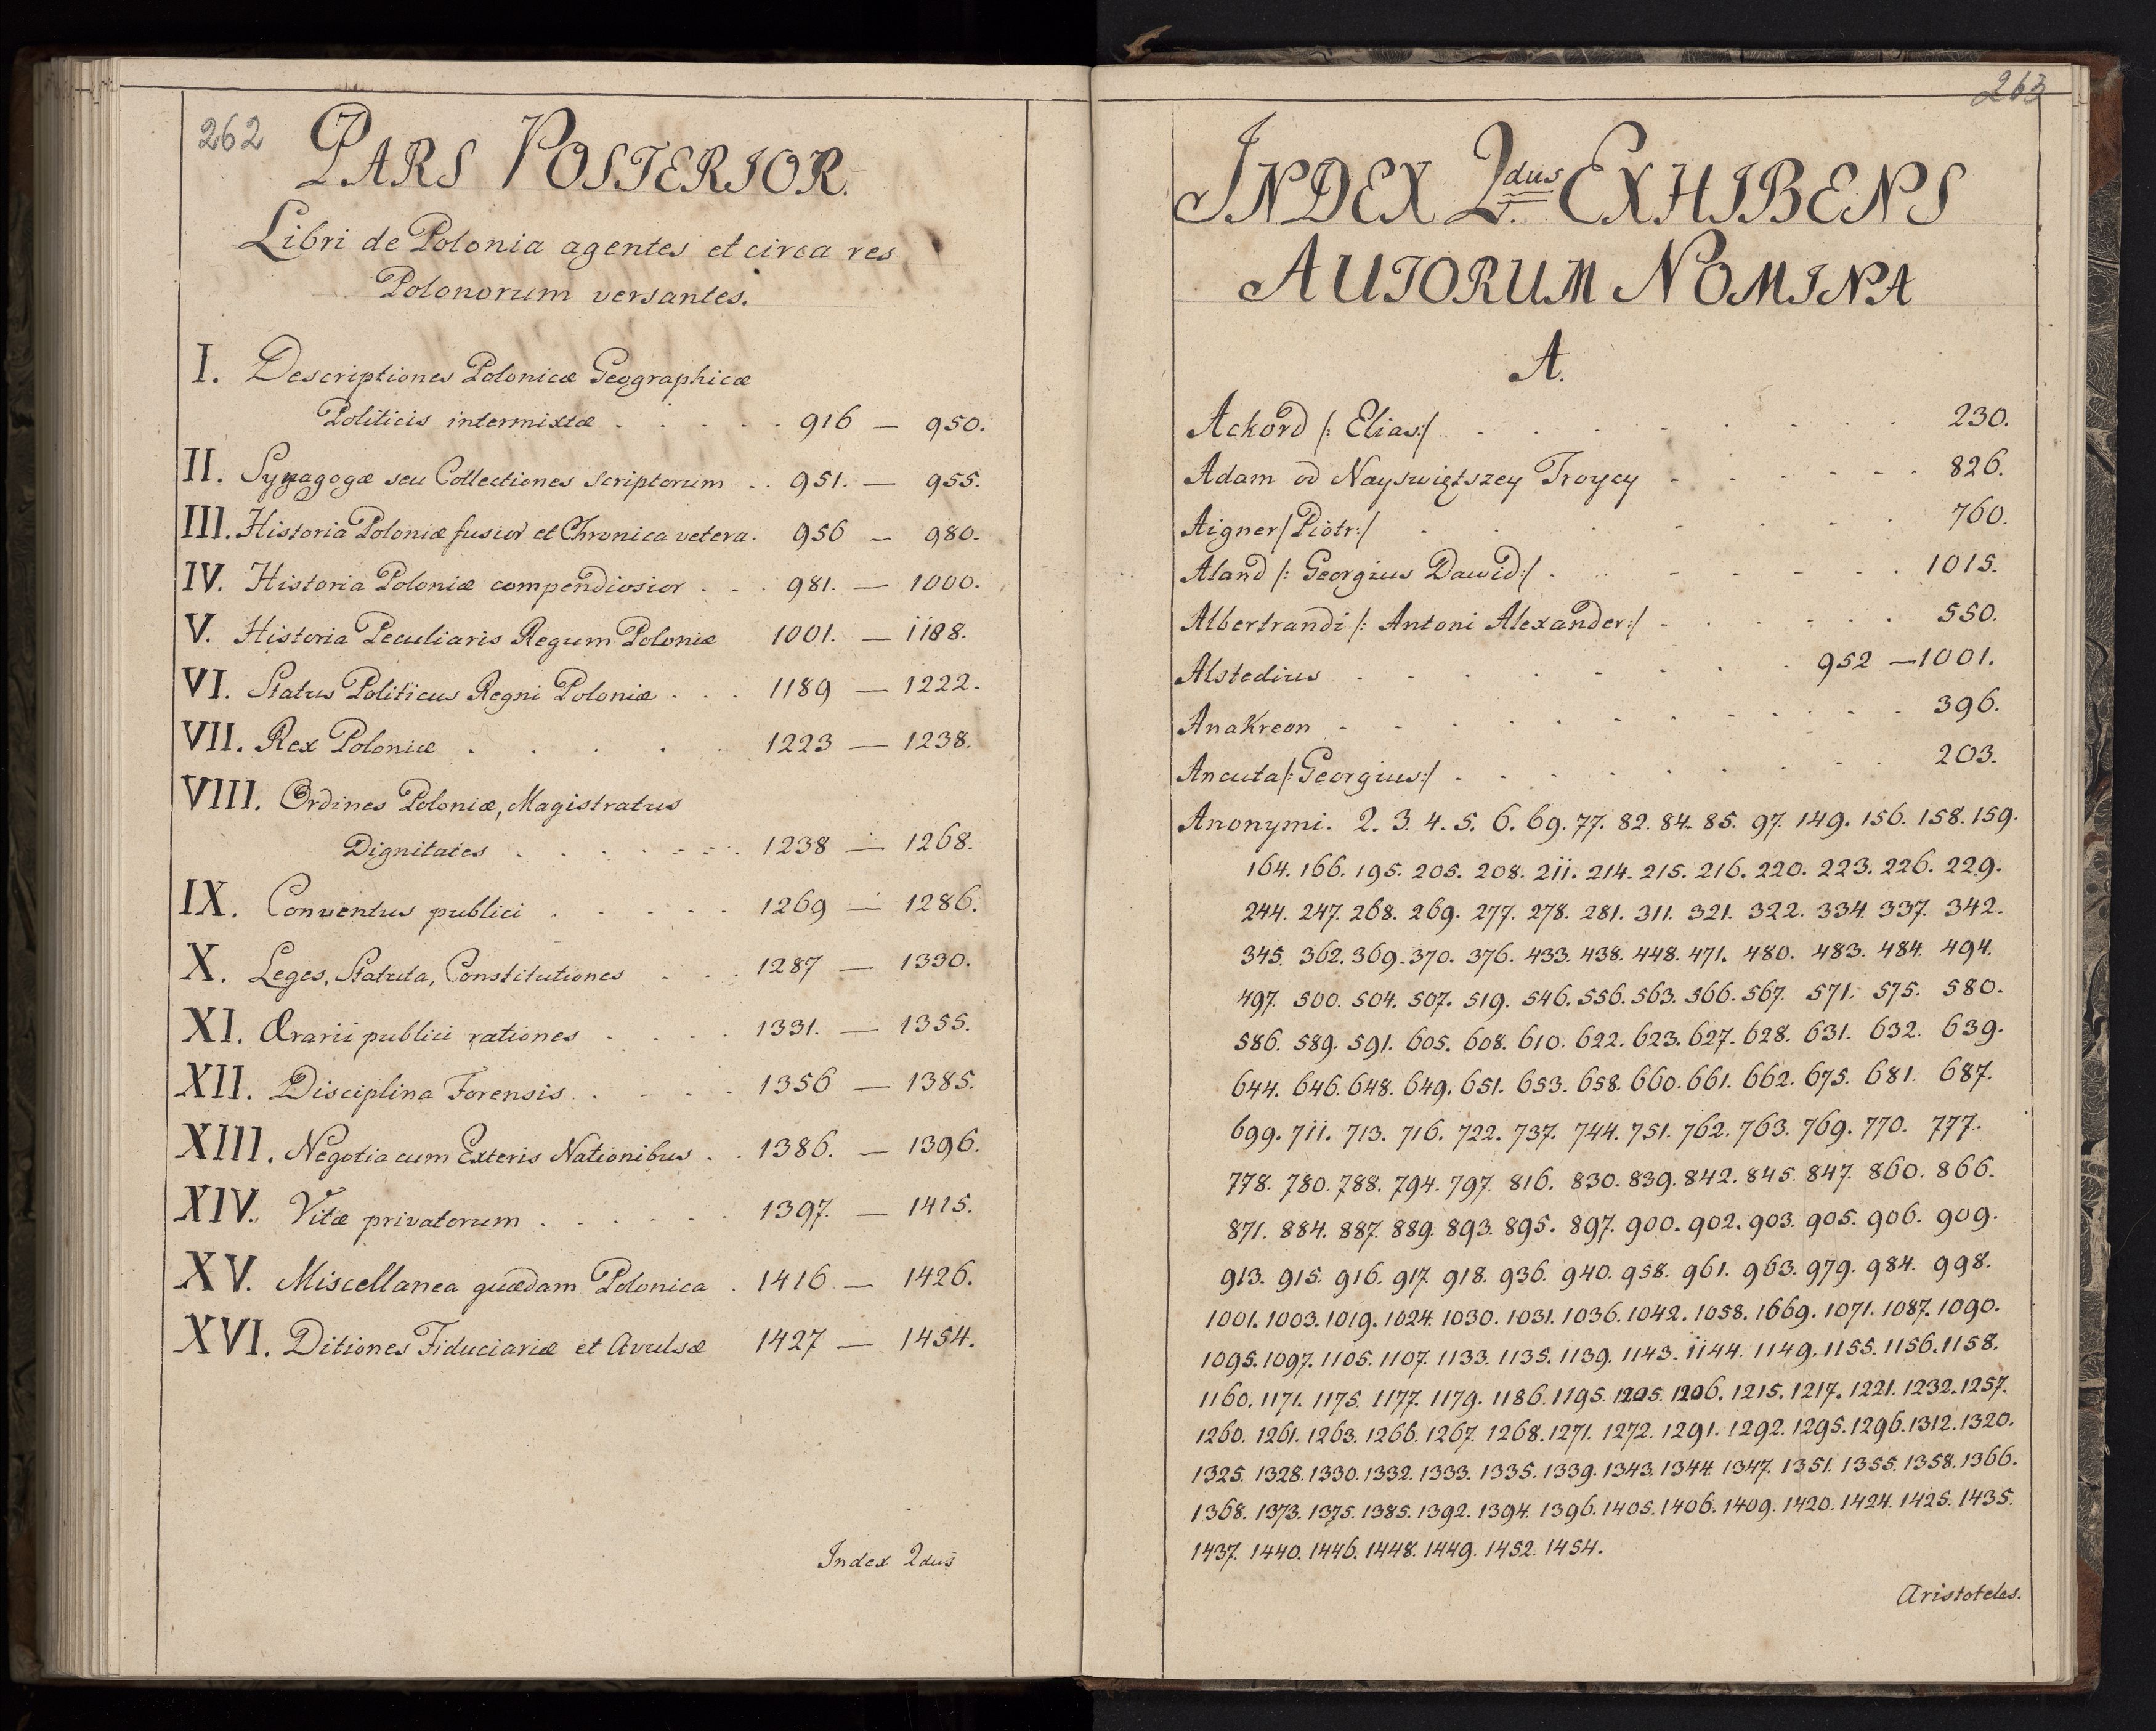 262
PARS POSTERIOR.
Libri de Polonia agentes et circa res
Polonorum versantes.
I. Descriptiones Polonicæ Geographicæ
Politicis intermixtæ . . . . . 916 — 950.
II. Synagogæ seu Collectiones scriptorum . . 951. — 955.
III. Historia Poloniæ fusior et Chronica vetera. 956 — 980.
IV. Historia Poloniæ compendiosior . . . 981. — 1000.
V. Historia Peculiaris Regum Poloniæ 1001. — 1188.
VI. Status Politicus Regni Poloniæ . . . 1189 — 1222.
VII. Rex Poloniæ . . . . . 1223 — 1238.
VIII. Ordines Poloniæ, Magistratus
Dignitates . . . . . . . 1238 — 1268.
IX. Conventus publici . . . . . 1269 — 1286.
X. Leges, Statuta, Constitutiones . . . 1287 — 1330.
XI. Ærarii publici rationes . . . . 1331. — 1355.
XII. Disciplina Forensis . . . . . 1356 — 1385.
XIII. Negotia cum Exteris Nationibus . . 1386. — 1396.
XIV. Vitæ privatorum . . . . . . 1397. — 1415.
XV. Miscellanea quædam Polonica . 1416 — 1426.
XVI. Ditiones Fiduciariæ et Avulsæ 1427 — 1454.
Index 2dus
263
INDEX 2dus EXHIBENS
AUTORUM NOMINA
A.
Ackord /: Elias:/ . . . . . . . . . 230.
Adam od Nayswiętszey Troycy . . . . . 826.
Aigner /Piotr:/ . . . . . . . . 760.
Aland /: Georgius Dawid:/ . . . . . . . 1015.
Albertrandi /: Antoni Alexander:/ . . . . . . 550.
Alstedius . . . . . . . . 952 — 1001.
Anakreon . . . . . . . . . . . 396.
Ancuta /: Georgius:/ . . . . . . . . 203.
Anonymi. 2. 3. 4. 5. 6. 69. 77. 82. 84. 85. 97. 149. 156. 158. 159.
164. 166. 195. 205. 208. 211. 214. 215. 216. 220. 223. 226. 229.
244. 247. 268. 269. 277. 278. 281. 311. 321. 322. 334. 337. 342.
345. 362. 369. 370. 376. 433. 438. 448. 471. 480. 483. 484. 494.
497. 500. 504. 507. 519. 546. 556. 563. 566. 567. 571. 575. 580.
586. 589. 591. 605. 608. 610. 622. 623. 627. 628. 631. 632. 639.
644. 646. 648. 649. 651. 653. 658. 660. 661. 662. 675. 681. 687.
699. 711. 713. 716. 722. 737. 744. 751. 762. 763. 769. 770. 777.
778. 780. 788. 794. 797. 816. 830. 839. 842. 845. 847. 860. 866.
871. 884. 887. 889. 893. 895. 897. 900. 902. 903. 905. 906. 909.
913. 915. 916. 917. 918. 936. 940. 958. 961. 963. 979. 984. 998.
1001. 1003. 1019. 1024. 1030. 1031. 1036. 1042. 1058. 1669. 1071. 1087. 1090.
1095. 1097. 1105. 1107. 1133. 1135. 1139. 1143. 1144. 1149. 1155. 1156. 1158.
1160. 1171. 1175. 1177. 1179. 1186. 1195. 1205. 1206. 1215. 1217. 1221. 1232. 1257.
1260. 1261. 1263. 1266. 1267. 1268. 1271. 1272. 1291. 1292. 1295. 1296. 1312. 1320.
1325. 1328. 1330. 1332. 1333. 1335. 1339. 1343. 1344. 1347. 1351. 1355. 1358. 1366.
1368. 1373. 1375. 1385. 1392. 1394. 1396. 1405. 1406. 1409. 1420. 1424. 1425. 1435.
1437. 1440. 1446. 1448. 1449. 1452. 1454.
Aristoteles.